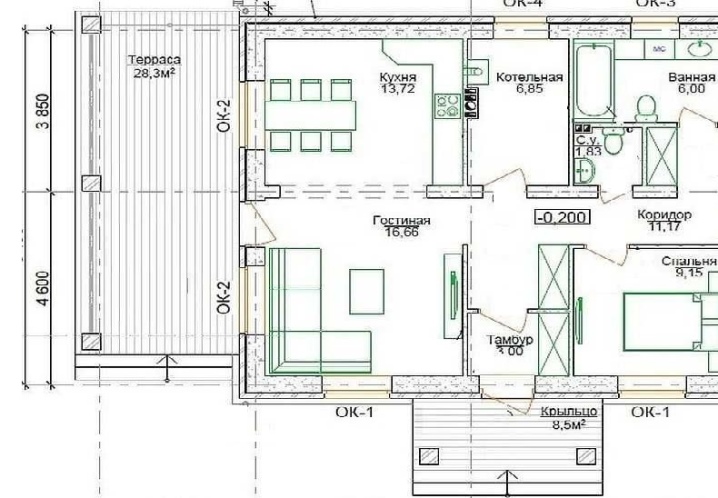 ОК-4
ОК-3
Терраса
28,3м²
Кухня
13,72
Котельная
6,85
МС
Ванная
6,00
3 850
ОК-2
С.у.
1,83
Гостиная
16,66
-0,200
Коридор
11,17
Спальня
9,15
4 600
ОК-2
Тамбур
3,00
ОК-1
Крыльцо
8,5м²
ОК-1